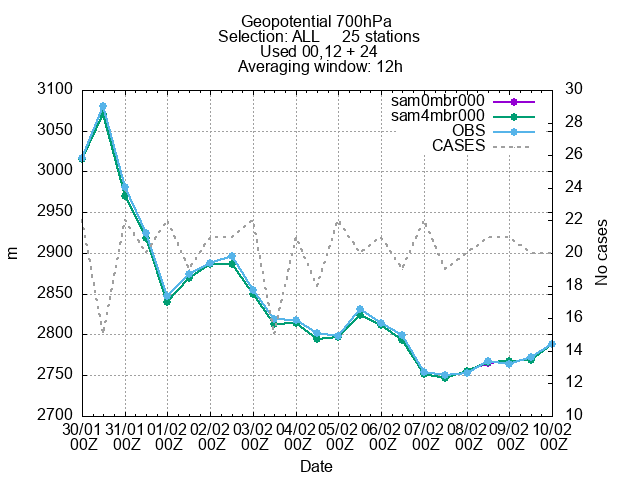 Geopotential 700hPa
Selection: ALL 25 stations
Used 00,12 + 24
Averaging window: 12h
sam0mbr000
sam4mbr000
OBS
CASES
3100
3050
3000
2950
2900
2850
2800
2750
2700
m
30
28
26
24
22
20
18
16
14
12
10
No cases
30/01 31/01 01/02 02/02 03/02 04/02 05/02 06/02 07/02 08/02 09/02 10/02
00Z 00Z 00Z 00Z 00Z 00Z 00Z 00Z 00Z 00Z 00Z 00Z
Date